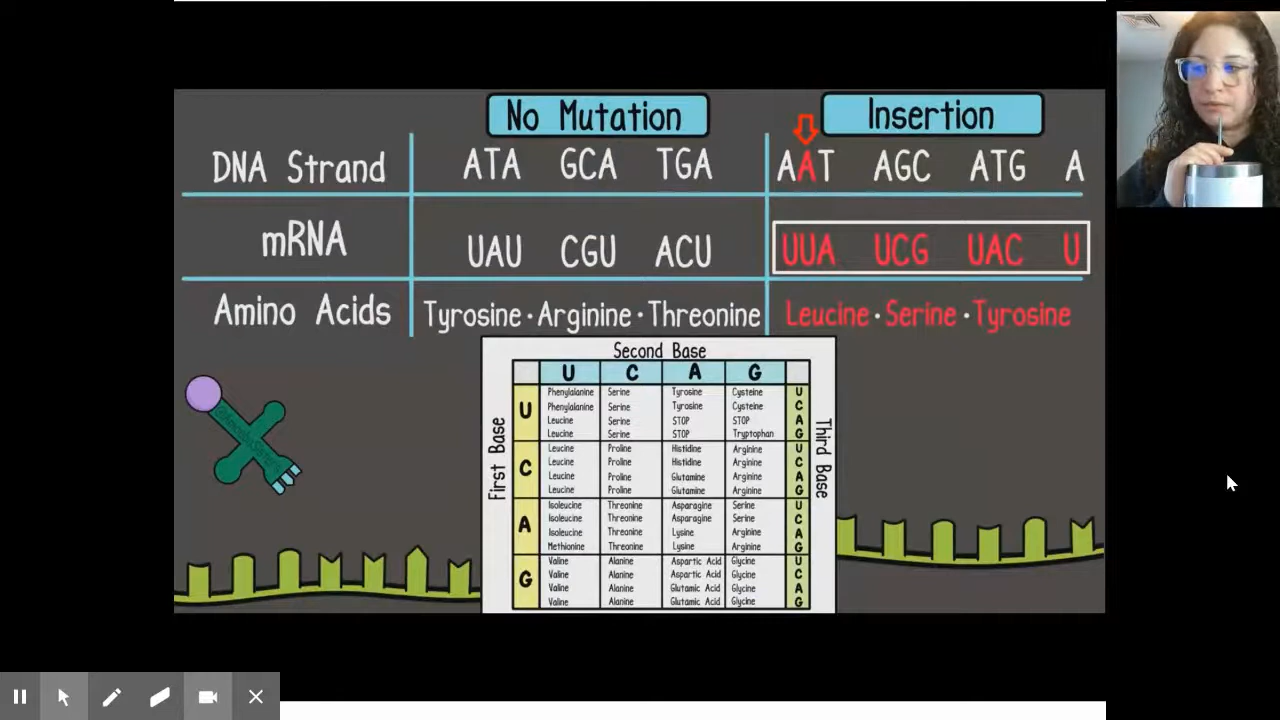 No Mutation Insertion
DNA Strand ATA GCA TGA AAT AGC ATG A
mRNA UAU CGU ACU UUA UCG UAC U
Amino Acids Tyrosine · Arginine · Threonine Leucine · Serine · Tyrosine
Second Base
U C A G
First Base
U
Phenylalanine Serine Tyrosine Cysteine U
Phenylalanine Serine Tyrosine Cysteine C
Leucine Serine STOP STOP A
Leucine Serine STOP Tryptophan G
C
Leucine Proline Histidine Arginine U
Leucine Proline Histidine Arginine C
Leucine Proline Glutamine Arginine A
Leucine Proline Glutamine Arginine G
A
Isoleucine Threonine Asparagine Serine U
Isoleucine Threonine Asparagine Serine C
Isoleucine Threonine Lysine Arginine A
Methionine Threonine Lysine Arginine G
G
Valine Alanine Aspartic Acid Glycine U
Valine Alanine Aspartic Acid Glycine C
Valine Alanine Glutamic Acid Glycine A
Valine Alanine Glutamic Acid Glycine G
Third Base